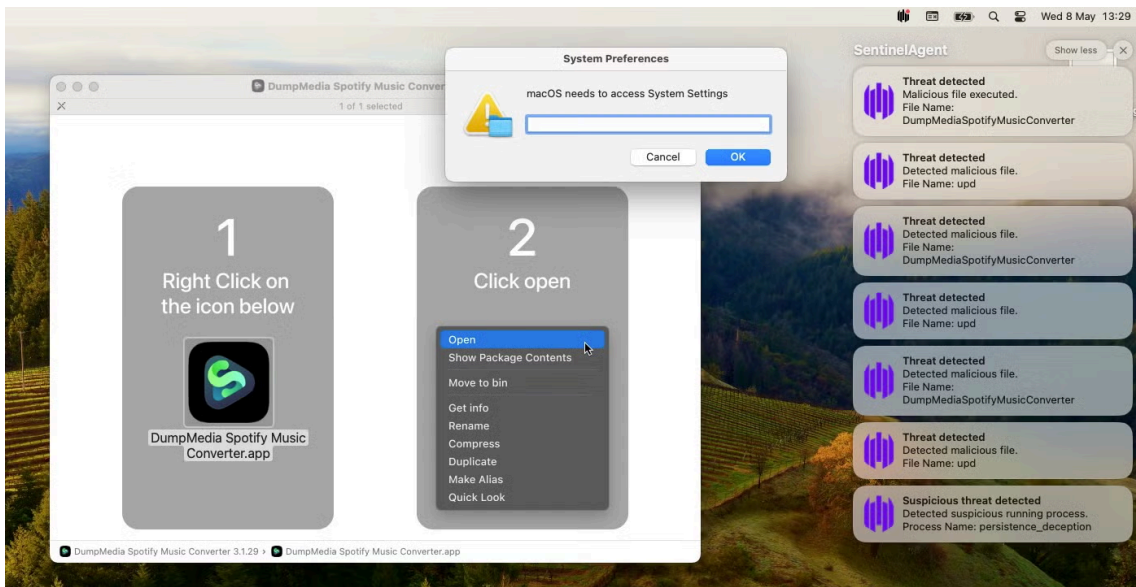 Wed 8 May 13:29
DumpMedia Spotify Music Conver
1 of 1 selected
System Preferences
macOS needs to access System Settings
Cancel
OK
1
Right Click on
the icon below
DumpMedia Spotify Music
Converter.app
2
Click open
Open
Show Package Contents
Move to bin
Get info
Rename
Compress
Duplicate
Make Alias
Quick Look
DumpMedia Spotify Music Converter 3.1.29 › DumpMedia Spotify Music Converter.app
SentinelAgent
Show less
Threat detected
Malicious file executed.
File Name:
DumpMediaSpotifyMusicConverter
Threat detected
Detected malicious file.
File Name: upd
Threat detected
Detected malicious file.
File Name:
DumpMediaSpotifyMusicConverter
Threat detected
Detected malicious file.
File Name: upd
Threat detected
Detected malicious file.
File Name:
DumpMediaSpotifyMusicConverter
Threat detected
Detected malicious file.
File Name: upd
Suspicious threat detected
Detected suspicious running process.
Process Name: persistence_deception